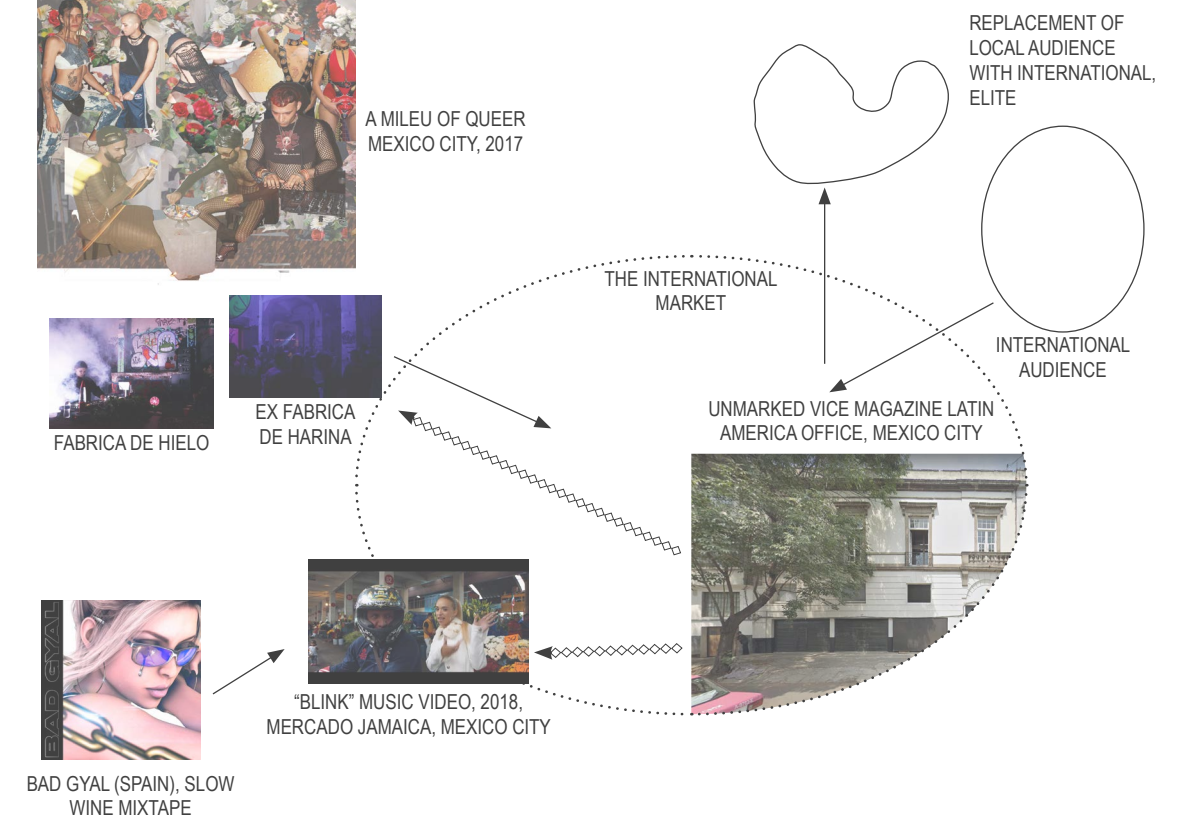 REPLACEMENT OF
LOCAL AUDIENCE
WITH INTERNATIONAL,
ELITE
A MILEU OF QUEER
MEXICO CITY, 2017
THE INTERNATIONAL
MARKET
INTERNATIONAL
AUDIENCE
EX FABRICA
DE HARINA
FABRICA DE HIELO
UNMARKED VICE MAGAZINE LATIN
AMERICA OFFICE, MEXICO CITY
BAD GYAL
“BLINK” MUSIC VIDEO, 2018,
MERCADO JAMAICA, MEXICO CITY
BAD GYAL (SPAIN), SLOW
WINE MIXTAPE